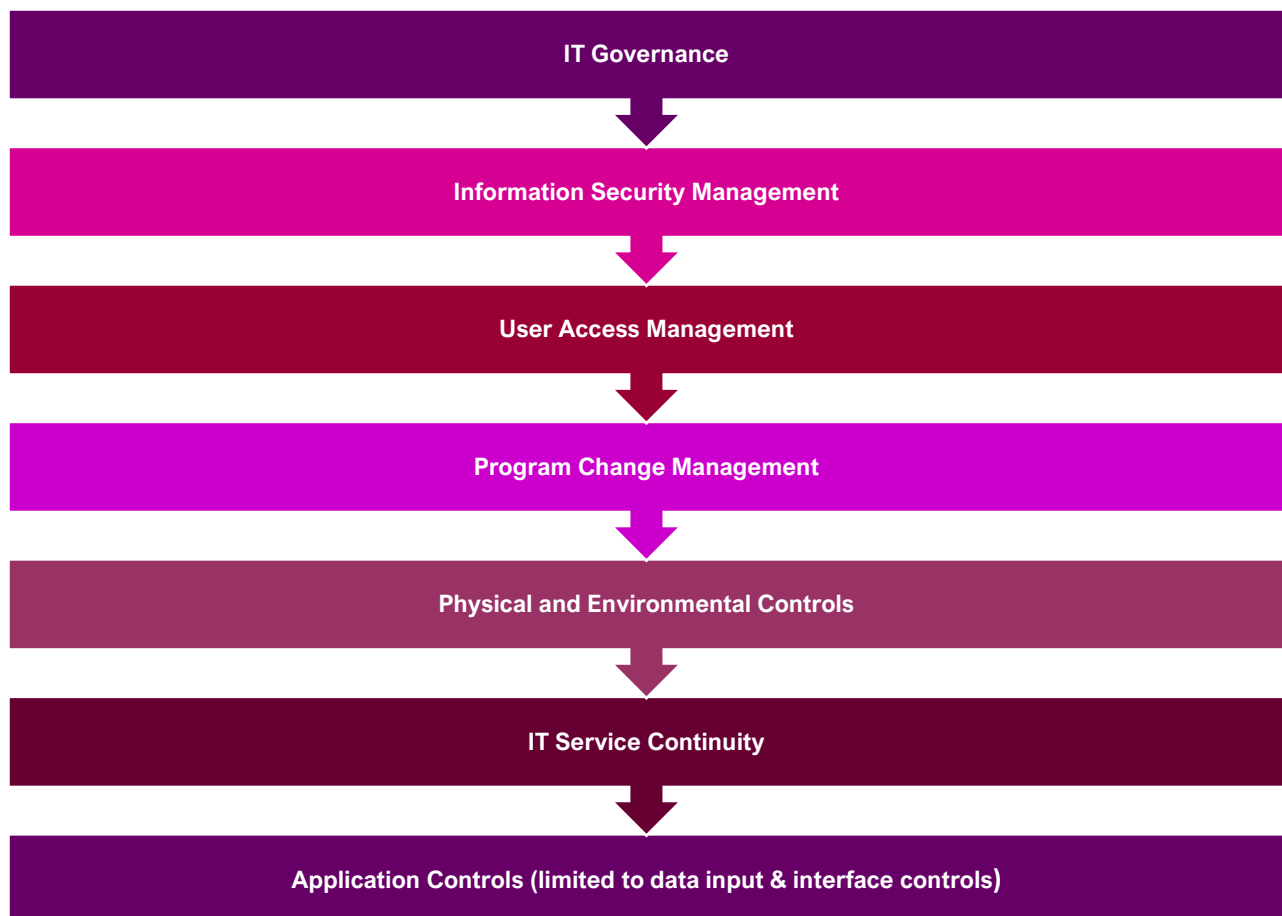 IT Governance
Information Security Management
User Access Management
Program Change Management
Physical and Environmental Controls
IT Service Continuity
Application Controls (limited to data input & interface controls)